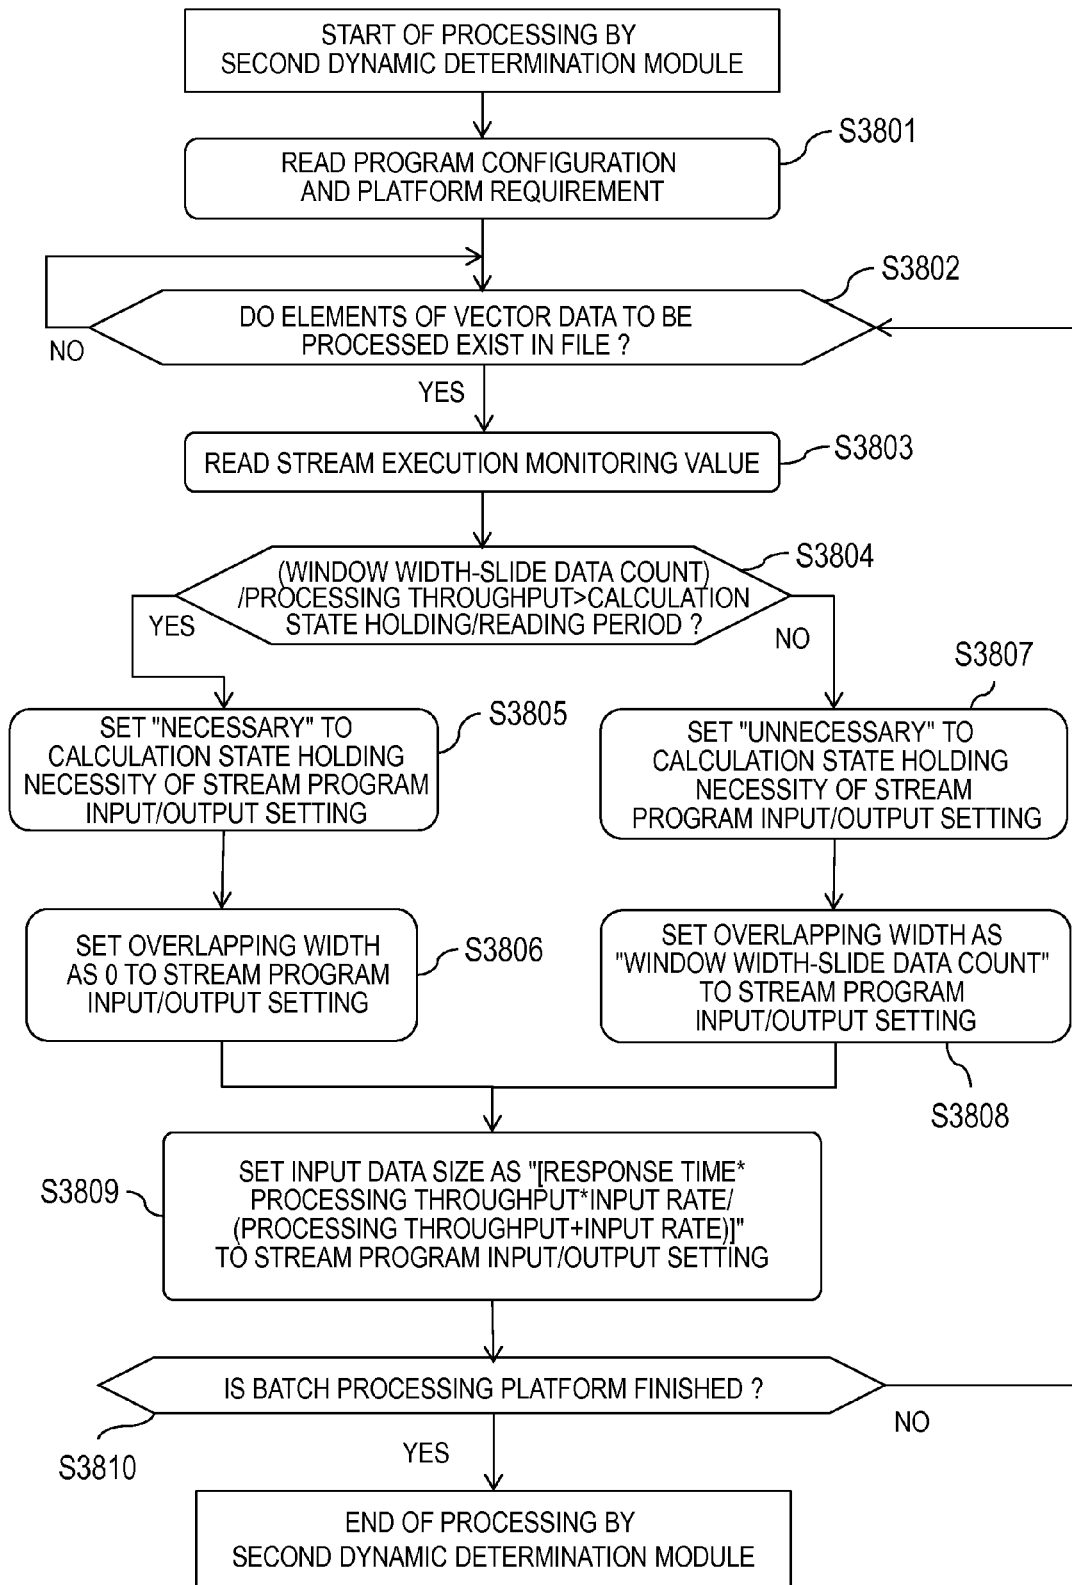 START OF PROCESSING BY
SECOND DYNAMIC DETERMINATION MODULE
S3801
READ PROGRAM CONFIGURATION
AND PLATFORM REQUIREMENT
S3802
DO ELEMENTS OF VECTOR DATA TO BE
PROCESSED EXIST IN FILE ?
NO
YES
S3803
READ STREAM EXECUTION MONITORING VALUE
S3804
(WINDOW WIDTH-SLIDE DATA COUNT)
/PROCESSING THROUGHPUT>CALCULATION
STATE HOLDING/READING PERIOD ?
YES
NO
S3805
SET "NECESSARY" TO
CALCULATION STATE HOLDING
NECESSITY OF STREAM PROGRAM
INPUT/OUTPUT SETTING
S3807
SET "UNNECESSARY" TO
CALCULATION STATE HOLDING
NECESSITY OF STREAM
PROGRAM INPUT/OUTPUT SETTING
S3806
SET OVERLAPPING WIDTH
AS 0 TO STREAM PROGRAM
INPUT/OUTPUT SETTING
SET OVERLAPPING WIDTH AS
"WINDOW WIDTH-SLIDE DATA COUNT"
TO STREAM PROGRAM
INPUT/OUTPUT SETTING
S3808
S3809
SET INPUT DATA SIZE AS "[RESPONSE TIME*
PROCESSING THROUGHPUT*INPUT RATE/
(PROCESSING THROUGHPUT+INPUT RATE)]"
TO STREAM PROGRAM INPUT/OUTPUT SETTING
IS BATCH PROCESSING PLATFORM FINISHED ?
NO
S3810
YES
END OF PROCESSING BY
SECOND DYNAMIC DETERMINATION MODULE